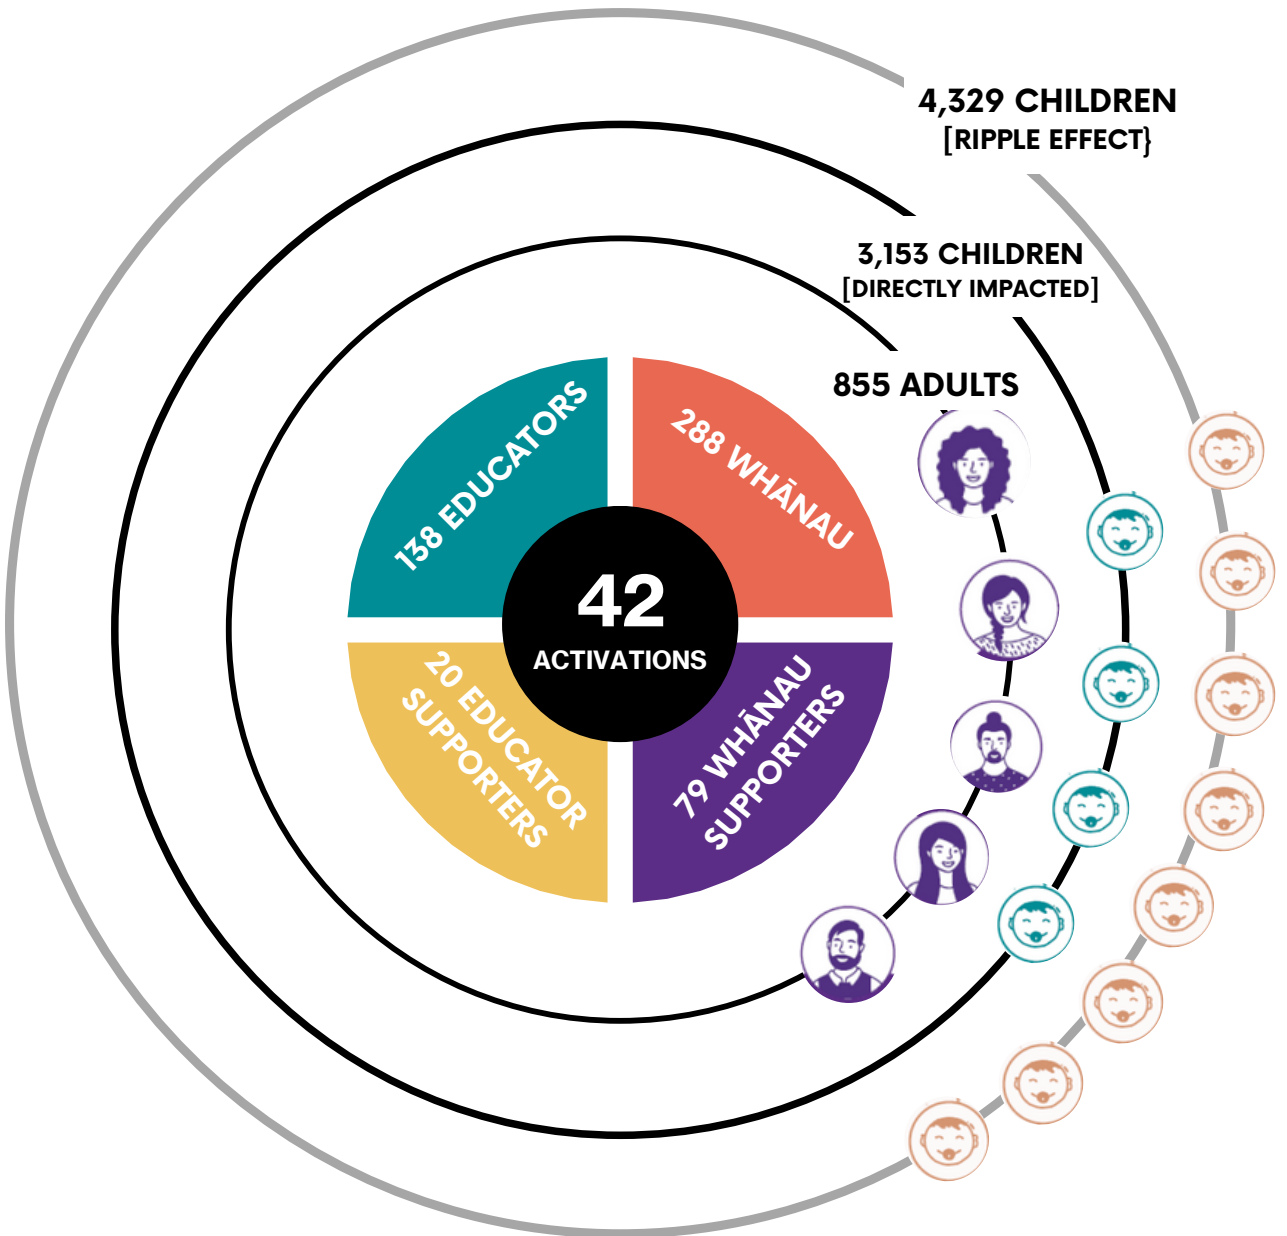 4,329 CHILDREN
[RIPPLE EFFECT}
3,153 CHILDREN
[DIRECTLY IMPACTED]
855 ADULTS
138 EDUCATORS
288 WHĀNAU
42
ACTIVATIONS
20 EDUCATOR
SUPPORTERS
79 WHĀNAU
SUPPORTERS